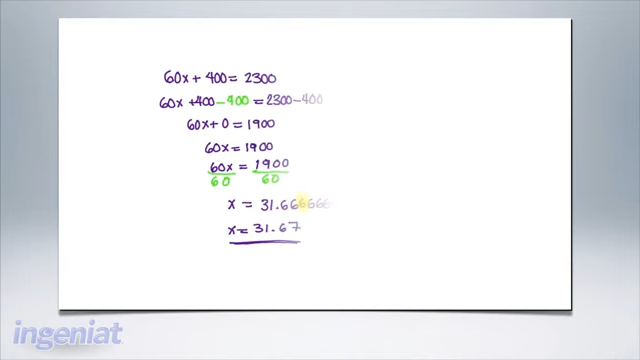 60x + 400 = 2300
60x + 400 - 400 = 2300 - 400
60x + 0 = 1900
60x = 1900
60x/60 = 1900/60
x = 31.666666
x = 31.67
ingeniat